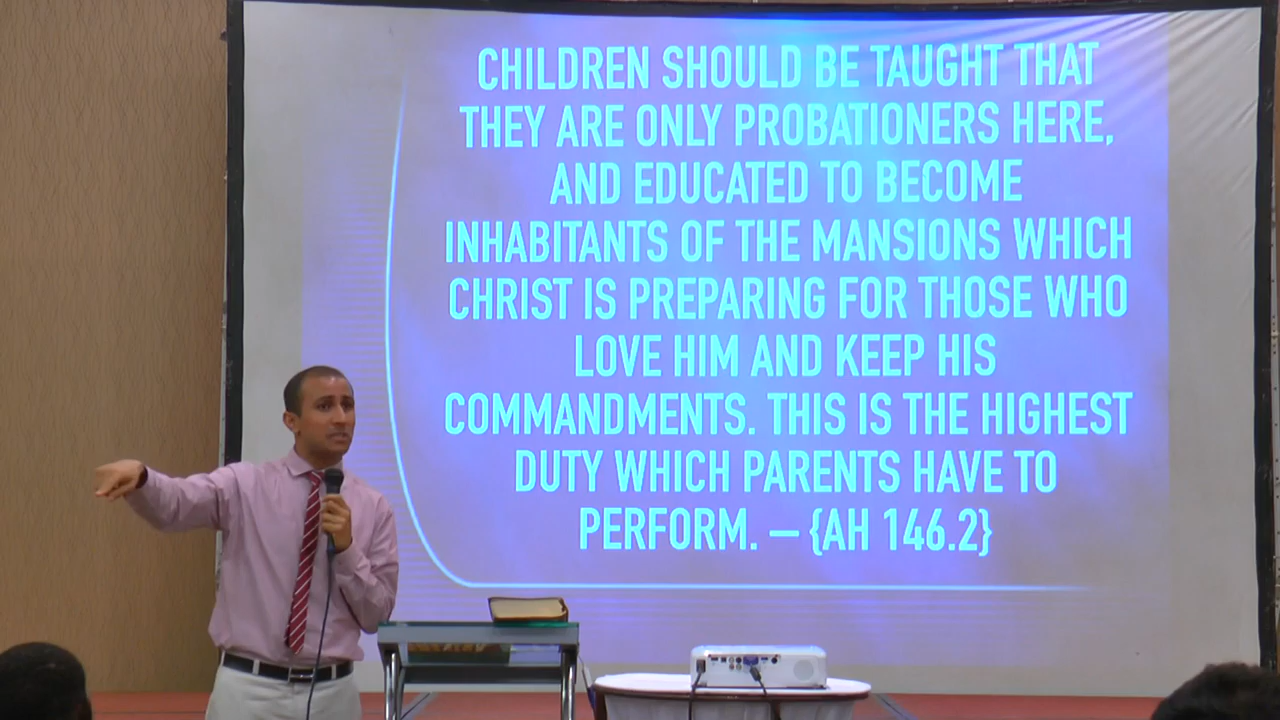 CHILDREN SHOULD BE TAUGHT THAT
THEY ARE ONLY PROBATIONERS HERE,
AND EDUCATED TO BECOME
INHABITANTS OF THE MANSIONS WHICH
CHRIST IS PREPARING FOR THOSE WHO
LOVE HIM AND KEEP HIS
COMMANDMENTS. THIS IS THE HIGHEST
DUTY WHICH PARENTS HAVE TO
PERFORM. – {AH 146.2}